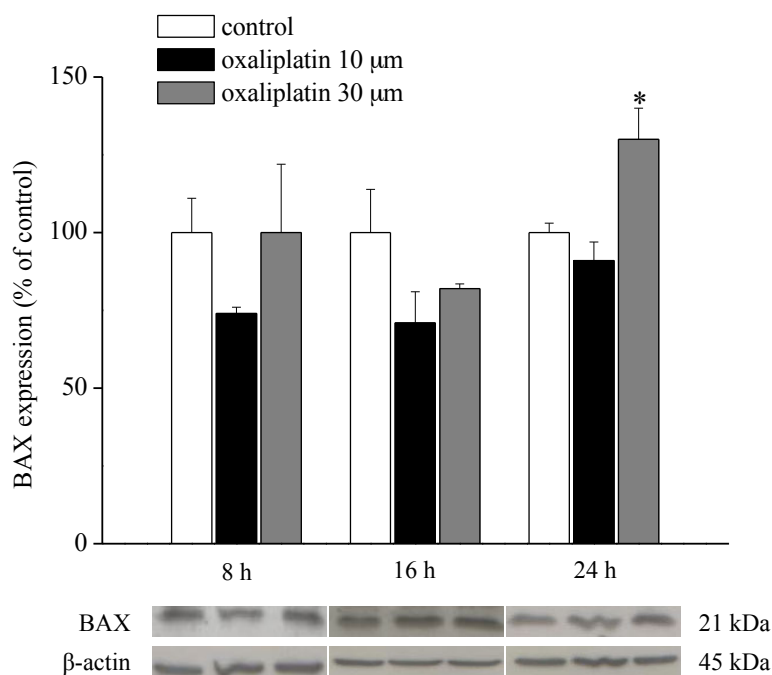 control
oxaliplatin 10 μm
oxaliplatin 30 μm
BAX expression (% of control)
150
100
50
0
*
8 h 16 h 24 h
BAX 21 kDa
β-actin 45 kDa